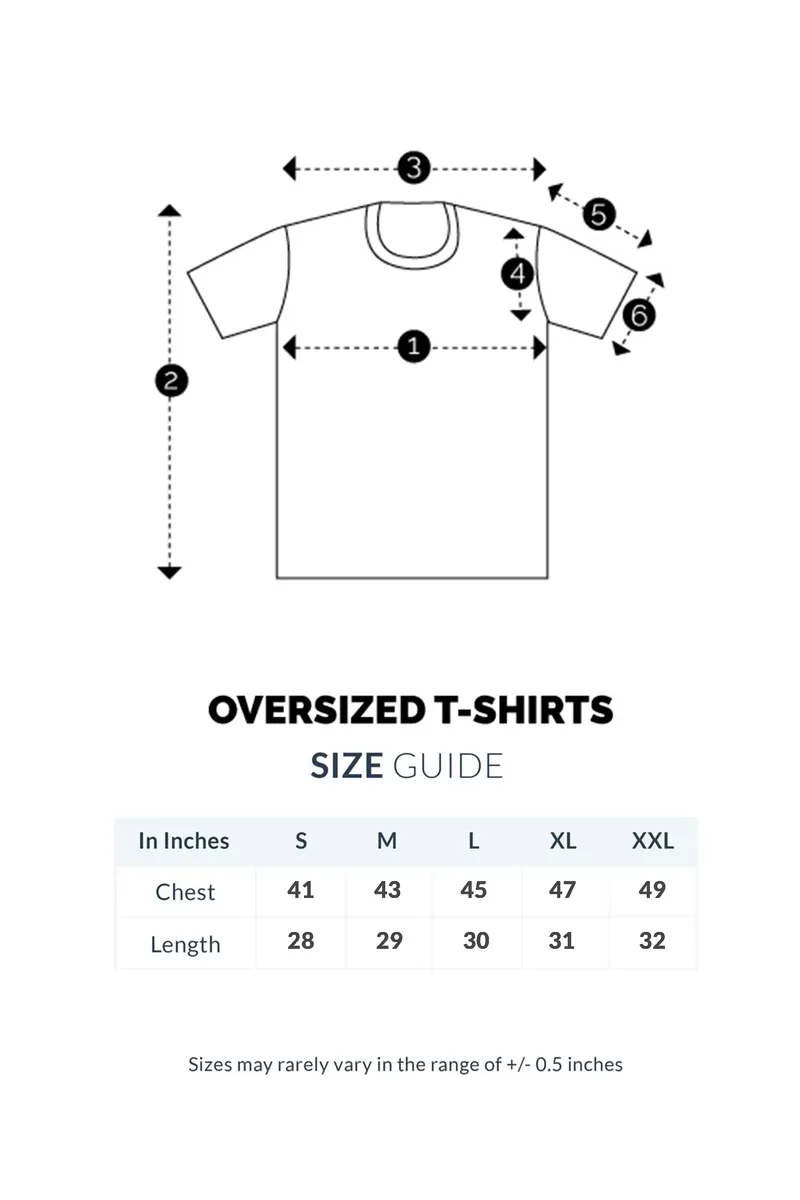 3
5
4
6
1
2
OVERSIZED T-SHIRTS
SIZE GUIDE
In Inches S M L XL XXL
Chest 41 43 45 47 49
Length 28 29 30 31 32
Sizes may rarely vary in the range of +/- 0.5 inches